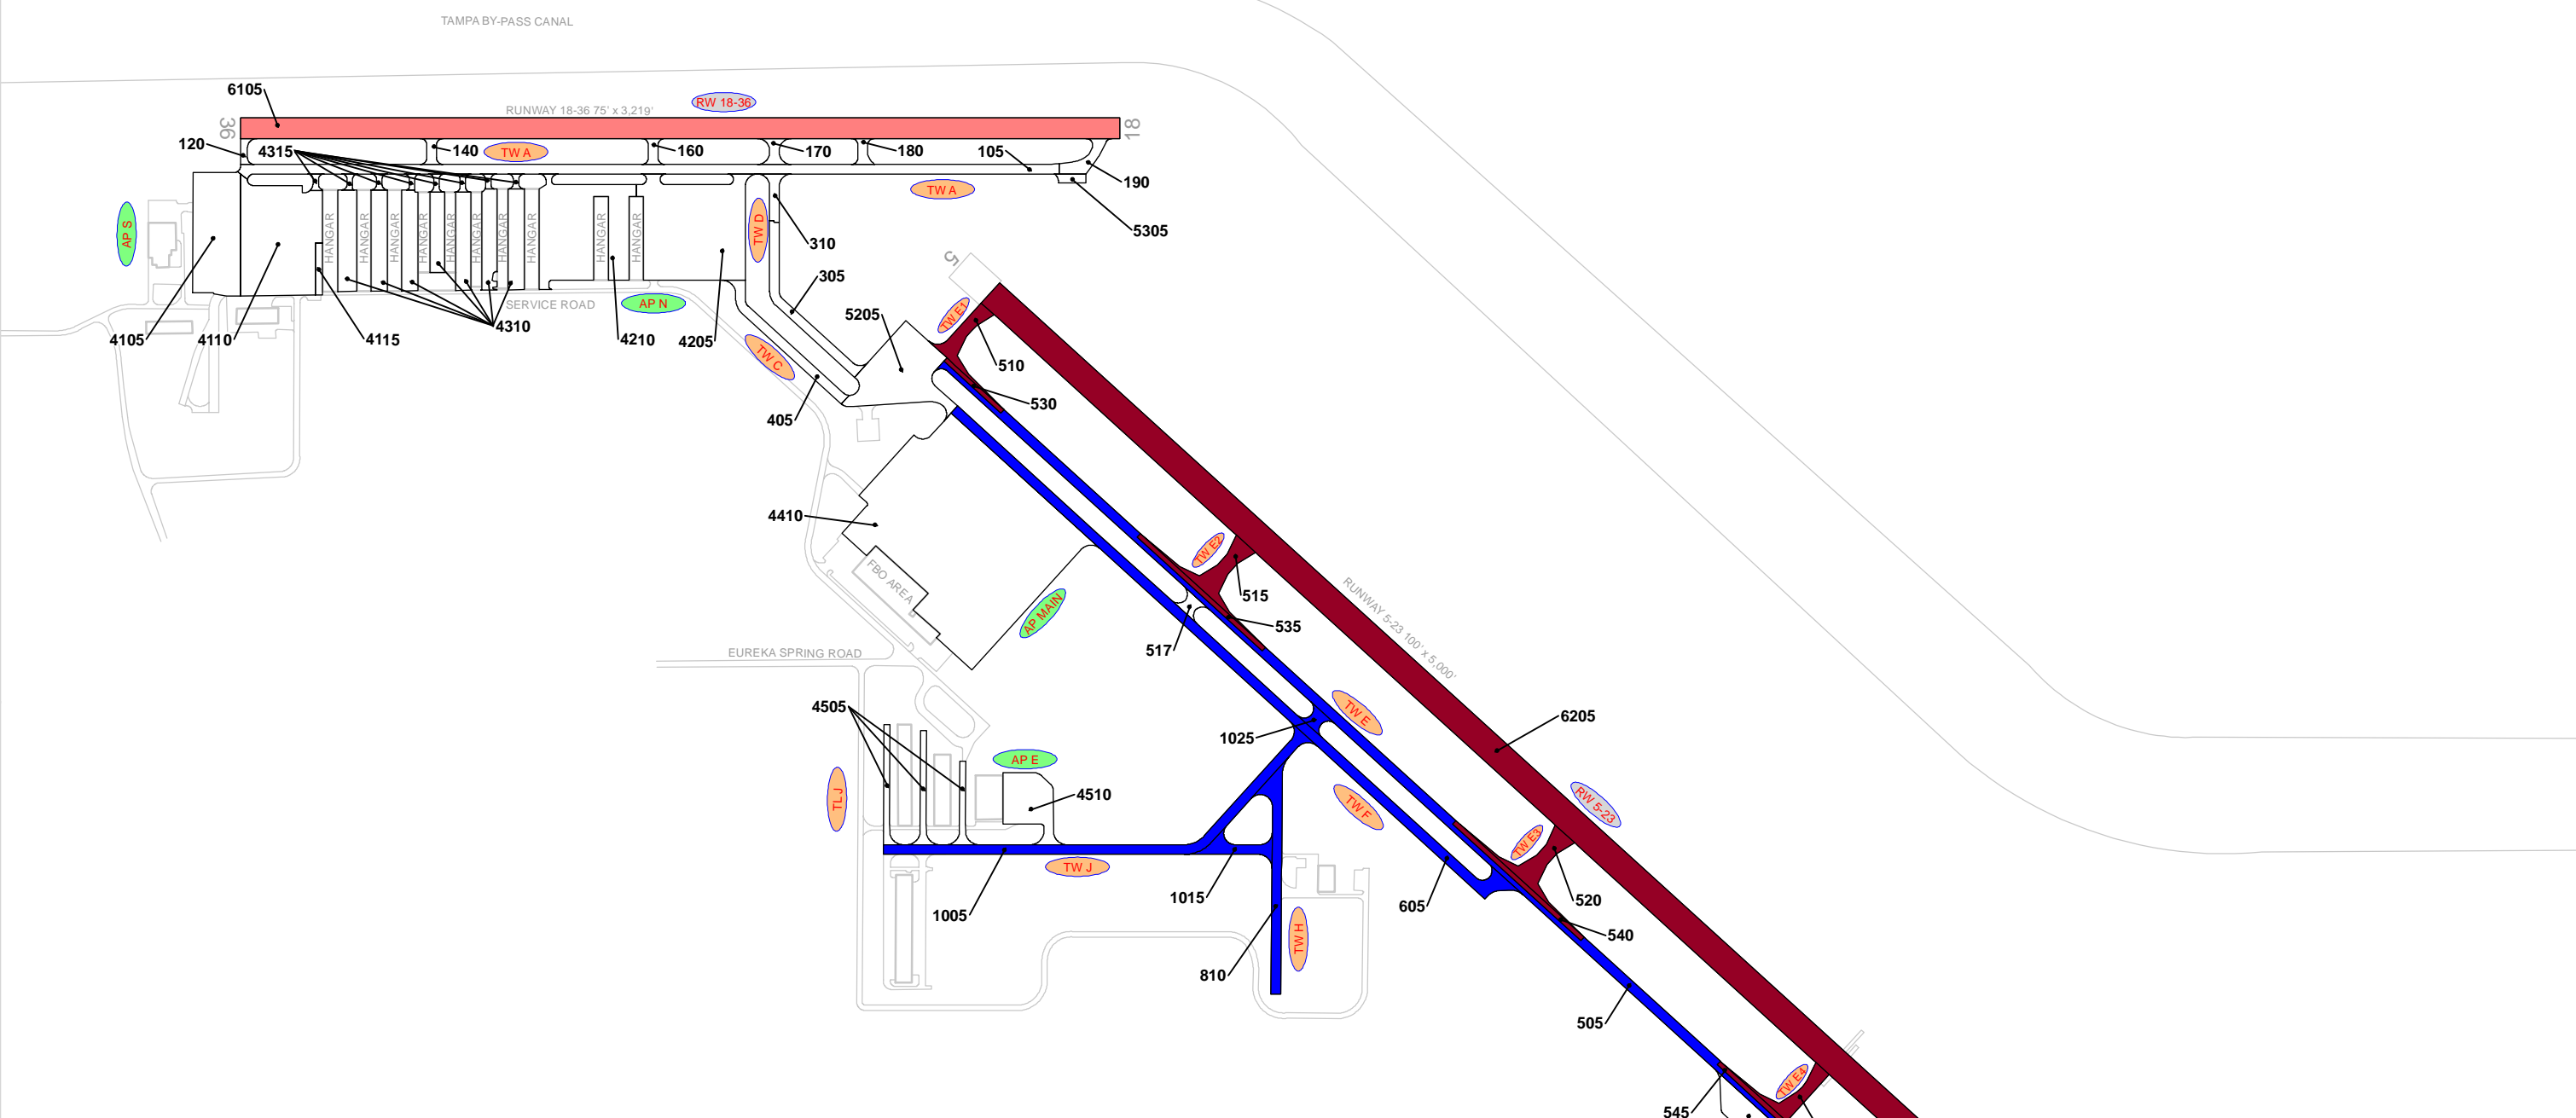 TAMPA BY-PASS CANAL
6105
RUNWAY 18-36 75' x 3,219'
RW 18-36
36
18
120
4315
140
TW A
160
170
180
105
190
TW A
5305
AP S
HANGAR
HANGAR
HANGAR
HANGAR
HANGAR
HANGAR
HANGAR
HANGAR
HANGAR
TW D
310
305
5
SERVICE ROAD
AP N
4105
4110
4115
4310
4210
4205
5205
TW E1
TW C
510
530
405
4410
FBO AREA
AP MAIN
TW E2
515
535
517
RUNWAY 5-23 100' x 5,000'
EUREKA SPRING ROAD
4505
TW E
6205
1025
AP E
TL J
4510
TW F
RW 5-23
TW E3
TW J
1005
1015
605
520
540
TW H
810
505
TW E4
545